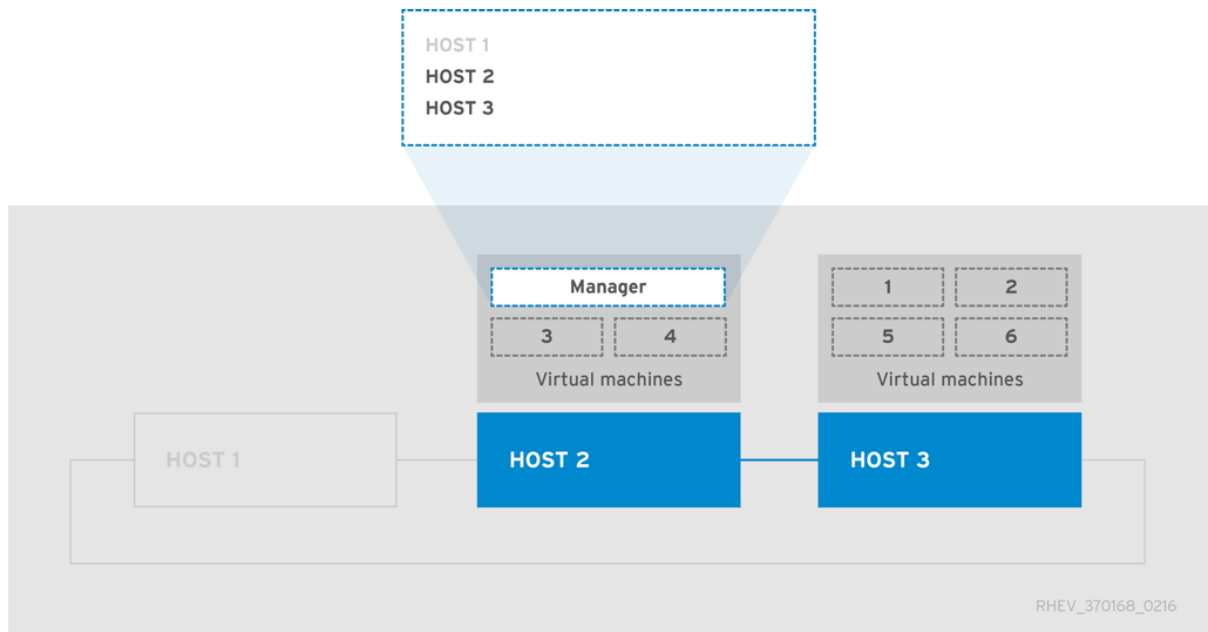 HOST 1
HOST 2
HOST 3
Manager
3 4
Virtual machines
1 2
5 6
Virtual machines
HOST 1
HOST 2
HOST 3
RHEV_370168_0216